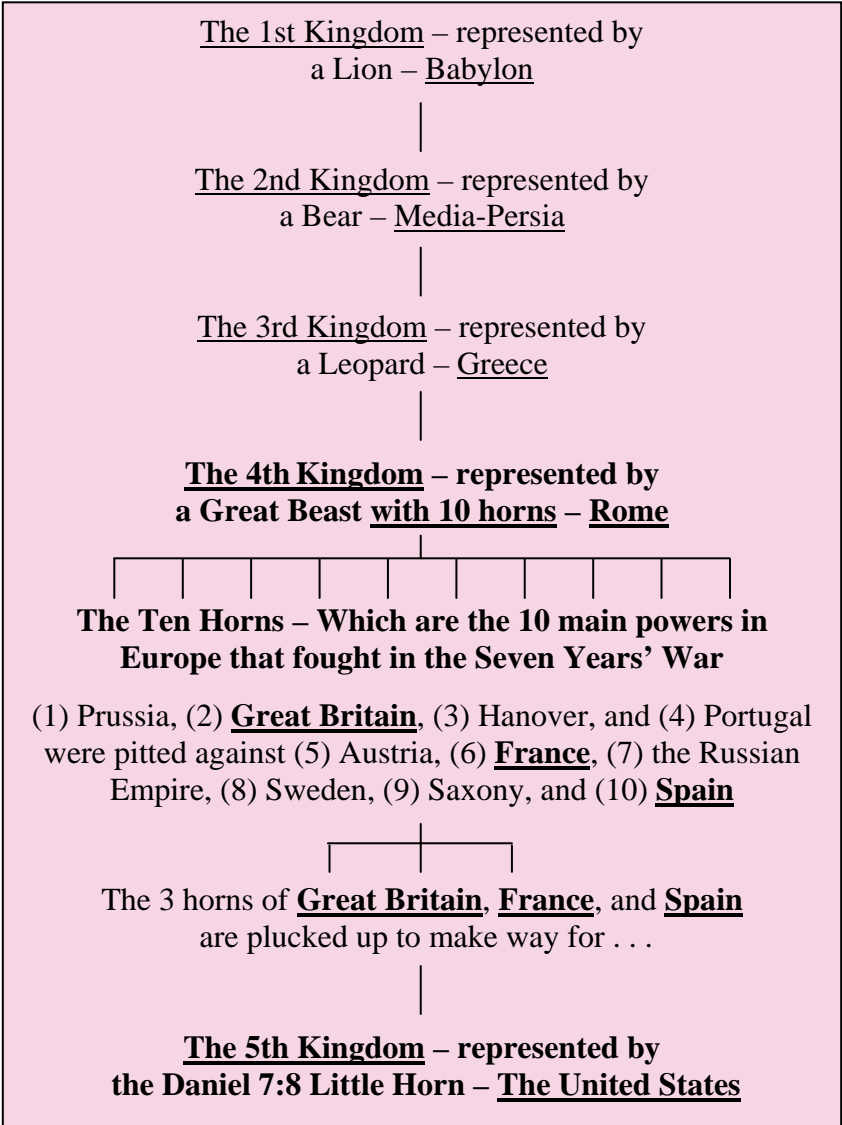 The 1st Kingdom – represented by
a Lion – Babylon
The 2nd Kingdom – represented by
a Bear – Media-Persia
The 3rd Kingdom – represented by
a Leopard – Greece
The 4th Kingdom – represented by
a Great Beast with 10 horns – Rome
The Ten Horns – Which are the 10 main powers in
Europe that fought in the Seven Years’ War
(1) Prussia, (2) Great Britain, (3) Hanover, and (4) Portugal
were pitted against (5) Austria, (6) France, (7) the Russian
Empire, (8) Sweden, (9) Saxony, and (10) Spain
The 3 horns of Great Britain, France, and Spain
are plucked up to make way for . . .
The 5th Kingdom – represented by
the Daniel 7:8 Little Horn – The United States